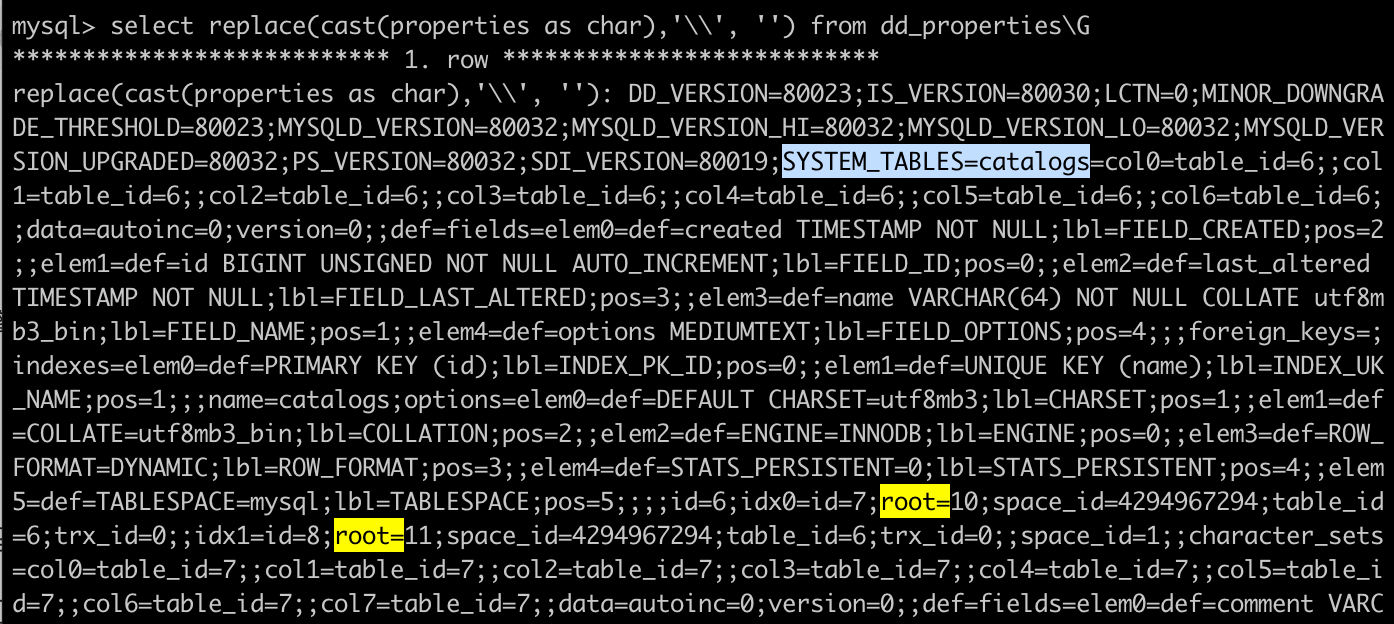 mysql> select replace(cast(properties as char),'\\', '') from dd_properties\G
*************************** 1. row ***************************
replace(cast(properties as char),'\\', ''): DD_VERSION=80023;IS_VERSION=80030;LCTN=0;MINOR_DOWNGRA
DE_THRESHOLD=80023;MYSQLD_VERSION=80032;MYSQLD_VERSION_HI=80032;MYSQLD_VERSION_LO=80032;MYSQLD_VER
SION_UPGRADED=80032;PS_VERSION=80032;SDI_VERSION=80019;SYSTEM_TABLES=catalogs=col0=table_id=6;;col
1=table_id=6;;col2=table_id=6;;col3=table_id=6;;col4=table_id=6;;col5=table_id=6;;col6=table_id=6;
;data=autoinc=0;version=0;;def=fields=elem0=def=created TIMESTAMP NOT NULL;lbl=FIELD_CREATED;pos=2
;;elem1=def=id BIGINT UNSIGNED NOT NULL AUTO_INCREMENT;lbl=FIELD_ID;pos=0;;elem2=def=last_altered
TIMESTAMP NOT NULL;lbl=FIELD_LAST_ALTERED;pos=3;;elem3=def=name VARCHAR(64) NOT NULL COLLATE utf8m
b3_bin;lbl=FIELD_NAME;pos=1;;elem4=def=options MEDIUMTEXT;lbl=FIELD_OPTIONS;pos=4;;;foreign_keys=;
indexes=elem0=def=PRIMARY KEY (id);lbl=INDEX_PK_ID;pos=0;;elem1=def=UNIQUE KEY (name);lbl=INDEX_UK
_NAME;pos=1;;;name=catalogs;options=elem0=def=DEFAULT CHARSET=utf8mb3;lbl=CHARSET;pos=1;;elem1=def
=COLLATE=utf8mb3_bin;lbl=COLLATION;pos=2;;elem2=def=ENGINE=INNODB;lbl=ENGINE;pos=0;;elem3=def=ROW_
FORMAT=DYNAMIC;lbl=ROW_FORMAT;pos=3;;elem4=def=STATS_PERSISTENT=0;lbl=STATS_PERSISTENT;pos=4;;elem
5=def=TABLESPACE=mysql;lbl=TABLESPACE;pos=5;;;;id=6;idx0=id=7;root=10;space_id=4294967294;table_id
=6;trx_id=0;;idx1=id=8;root=11;space_id=4294967294;table_id=6;trx_id=0;;space_id=1;;character_sets
=col0=table_id=7;;col1=table_id=7;;col2=table_id=7;;col3=table_id=7;;col4=table_id=7;;col5=table_i
d=7;;col6=table_id=7;;col7=table_id=7;;data=autoinc=0;version=0;;def=fields=elem0=def=comment VARC